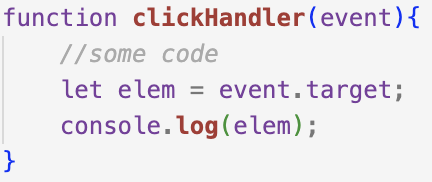 function clickHandler(event){
    //some code
    let elem = event.target;
    console.log(elem);
}